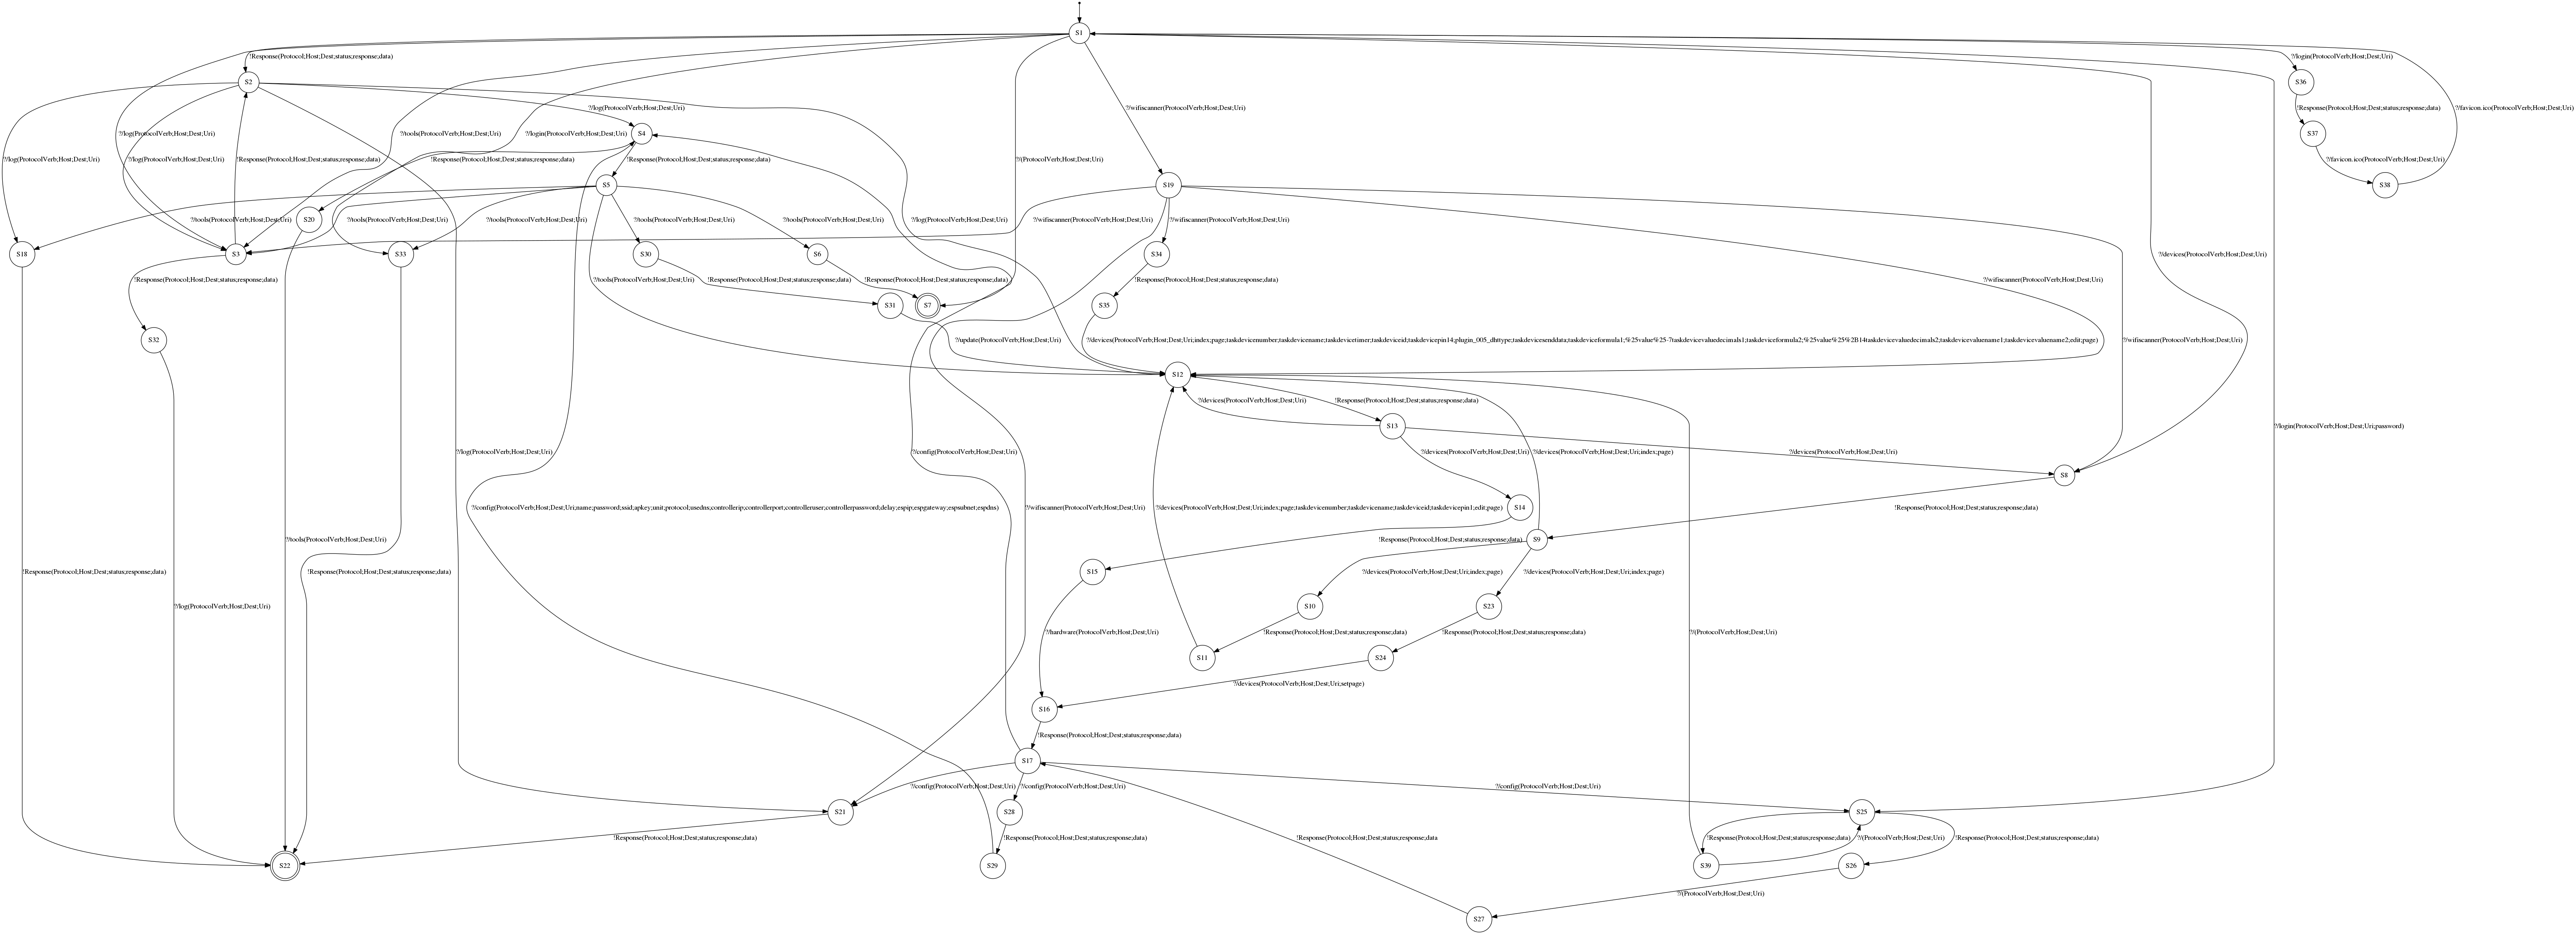 S1
!Response(Protocol;Host;Dest;status;response;data)
?/login(ProtocolVerb;Host;Dest;Uri)
S2
S36
?/log(ProtocolVerb;Host;Dest;Uri)
?/wifiscanner(ProtocolVerb;Host;Dest;Uri)
!Response(Protocol;Host;Dest;status;response;data)
?/favicon.ico(ProtocolVerb;Host;Dest;Uri)
?/log(ProtocolVerb;Host;Dest;Uri)
?/tools(ProtocolVerb;Host;Dest;Uri)
?/login(ProtocolVerb;Host;Dest;Uri)
S4
S37
?/log(ProtocolVerb;Host;Dest;Uri)
?/log(ProtocolVerb;Host;Dest;Uri)
!Response(Protocol;Host;Dest;status;response;data)
!Response(Protocol;Host;Dest;status;response;data)
!Response(Protocol;Host;Dest;status;response;data)
?/(ProtocolVerb;Host;Dest;Uri)
?/favicon.ico(ProtocolVerb;Host;Dest;Uri)
S5
S19
S38
?/tools(ProtocolVerb;Host;Dest;Uri)
S20
?/tools(ProtocolVerb;Host;Dest;Uri)
?/tools(ProtocolVerb;Host;Dest;Uri)
?/tools(ProtocolVerb;Host;Dest;Uri)
?/tools(ProtocolVerb;Host;Dest;Uri)
?/log(ProtocolVerb;Host;Dest;Uri)
?/wifiscanner(ProtocolVerb;Host;Dest;Uri)
?/wifiscanner(ProtocolVerb;Host;Dest;Uri)
S18
S3
S33
S30
S6
S34
?/devices(ProtocolVerb;Host;Dest;Uri)
!Response(Protocol;Host;Dest;status;response;data)
?/tools(ProtocolVerb;Host;Dest;Uri)
!Response(Protocol;Host;Dest;status;response;data)
!Response(Protocol;Host;Dest;status;response;data)
!Response(Protocol;Host;Dest;status;response;data)
?/wifiscanner(ProtocolVerb;Host;Dest;Uri)
S31
S7
S35
S32
?/update(ProtocolVerb;Host;Dest;Uri)
?/devices(ProtocolVerb;Host;Dest;Uri;index;page;taskdevicenumber;taskdevicename;taskdevicetimer;taskdeviceid;taskdevicepin14;plugin_005_dhttype;taskdevicesenddata;taskdeviceformula1;%25value%25-7taskdevicevaluedecimals1;taskdeviceformula2;%25value%25%2B14taskdevicevaluedecimals2;taskdevicevaluename1;taskdevicevaluename2;edit;page)
?/wifiscanner(ProtocolVerb;Host;Dest;Uri)
S12
?/devices(ProtocolVerb;Host;Dest;Uri)
!Response(Protocol;Host;Dest;status;response;data)
S13
?/login(ProtocolVerb;Host;Dest;Uri;password)
?/log(ProtocolVerb;Host;Dest;Uri)
?/config(ProtocolVerb;Host;Dest;Uri)
?/devices(ProtocolVerb;Host;Dest;Uri)
?/devices(ProtocolVerb;Host;Dest;Uri;index;page)
?/devices(ProtocolVerb;Host;Dest;Uri)
S8
?/config(ProtocolVerb;Host;Dest;Uri;name;password;ssid;apkey;unit;protocol;usedns;controllerip;controllerport;controlleruser;controllerpassword;delay;espip;espgateway;espsubnet;espdns)
?/wifiscanner(ProtocolVerb;Host;Dest;Uri)
?/devices(ProtocolVerb;Host;Dest;Uri;index;page;taskdevicenumber;taskdevicename;taskdeviceid;taskdevicepin1;edit;page)
S14
!Response(Protocol;Host;Dest;status;response;data)
?/tools(ProtocolVerb;Host;Dest;Uri)
!Response(Protocol;Host;Dest;status;response;data)
S9
!Response(Protocol;Host;Dest;status;response;data)
!Response(Protocol;Host;Dest;status;response;data)
S15
?/devices(ProtocolVerb;Host;Dest;Uri;index;page)
?/devices(ProtocolVerb;Host;Dest;Uri;index;page)
?/log(ProtocolVerb;Host;Dest;Uri)
S10
S23
?/hardware(ProtocolVerb;Host;Dest;Uri)
!Response(Protocol;Host;Dest;status;response;data)
!Response(Protocol;Host;Dest;status;response;data)
?/(ProtocolVerb;Host;Dest;Uri)
S11
S24
?/devices(ProtocolVerb;Host;Dest;Uri;setpage)
S16
!Response(Protocol;Host;Dest;status;response;data)
S17
?/config(ProtocolVerb;Host;Dest;Uri)
?/config(ProtocolVerb;Host;Dest;Uri)
?/config(ProtocolVerb;Host;Dest;Uri)
S21
S28
S25
!Response(Protocol;Host;Dest;status;response;data)
!Response(Protocol;Host;Dest;status;response;data)
!Response(Protocol;Host;Dest;status;response;data
!Response(Protocol;Host;Dest;status;response;data)
?/(ProtocolVerb;Host;Dest;Uri)
!Response(Protocol;Host;Dest;status;response;data)
S22
S29
S39
S26
?/(ProtocolVerb;Host;Dest;Uri)
S27